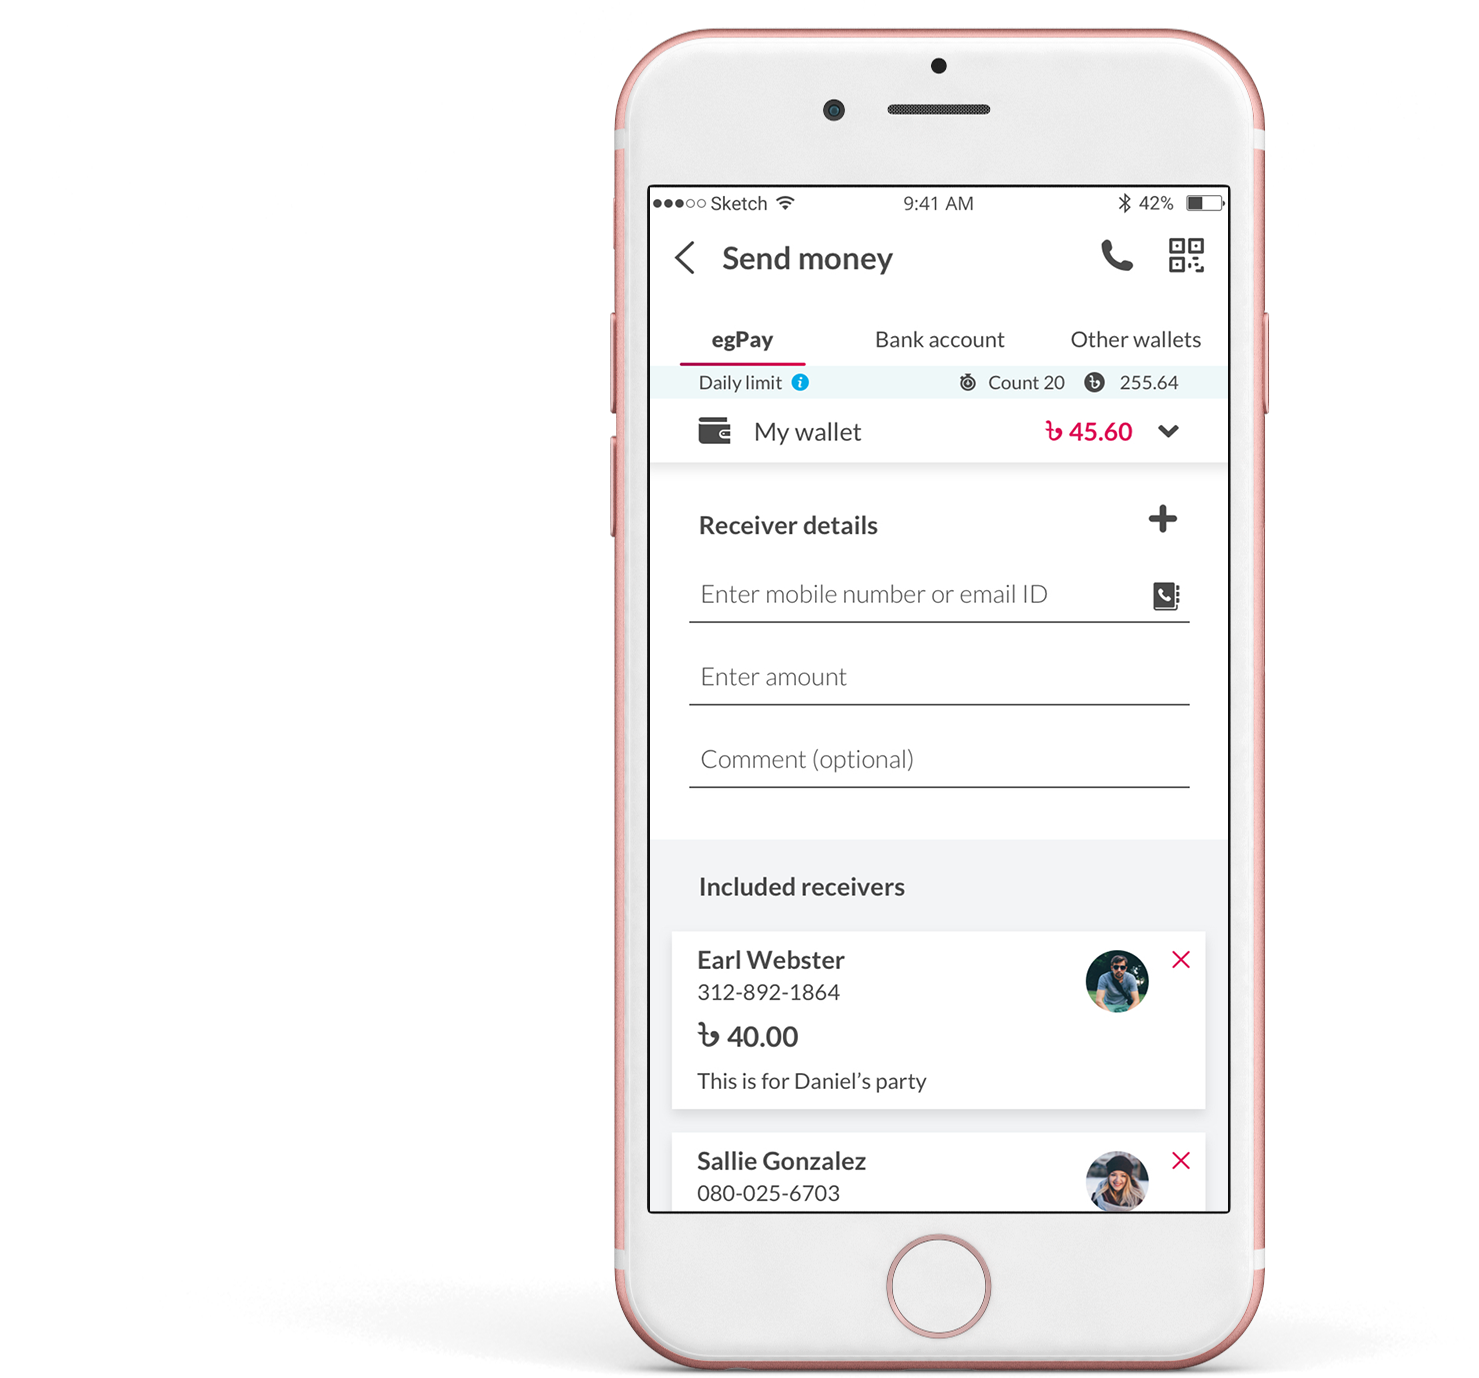 Sketch 9:41 AM 42%
Send money
egPay Bank account Other wallets
Daily limit i Count 20 ৳ 255.64
My wallet ৳ 45.60
Receiver details
Enter mobile number or email ID
Enter amount
Comment (optional)
Included receivers
Earl Webster
312-892-1864
৳ 40.00
This is for Daniel’s party
Sallie Gonzalez
080-025-6703